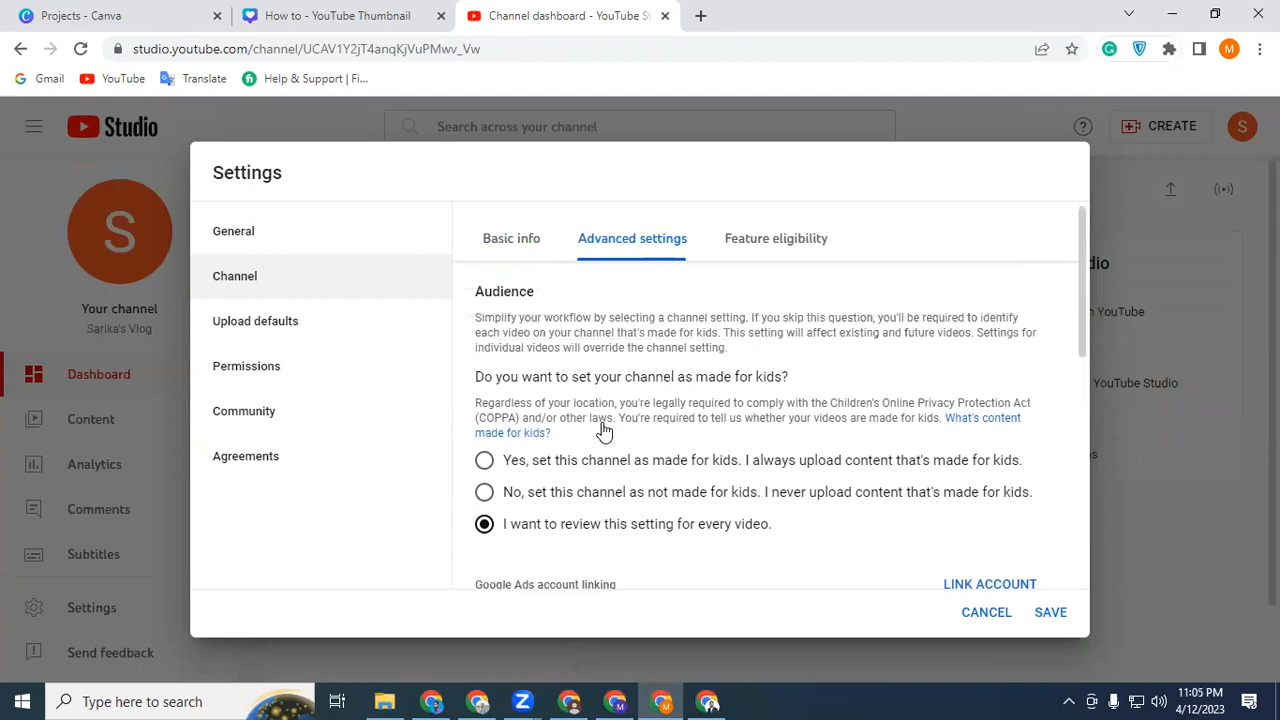 Projects - Canva
How to - YouTube Thumbnail
Channel dashboard - YouTube St
studio.youtube.com/channel/UCAV1Y2jT4anqKjVuPMwv_Vw
M
Gmail
YouTube
Translate
Help & Support | Fi...
Studio
Search across your channel
CREATE
S
Settings
S
Your channel
Sarika's Vlog
Dashboard
Content
Analytics
Comments
Subtitles
Settings
Send feedback
General
Channel
Upload defaults
Permissions
Community
Agreements
Basic info
Advanced settings
Feature eligibility
Audience
Simplify your workflow by selecting a channel setting. If you skip this question, you'll be required to identify
each video on your channel that's made for kids. This setting will affect existing and future videos. Settings for
individual videos will override the channel setting.
Do you want to set your channel as made for kids?
Regardless of your location, you're legally required to comply with the Children's Online Privacy Protection Act
(COPPA) and/or other laws. You're required to tell us whether your videos are made for kids. What's content
made for kids?
Yes, set this channel as made for kids. I always upload content that's made for kids.
No, set this channel as not made for kids. I never upload content that's made for kids.
I want to review this setting for every video.
Google Ads account linking
LINK ACCOUNT
CANCEL
SAVE
YouTube
YouTube Studio
Type here to search
11:05 PM
4/12/2023